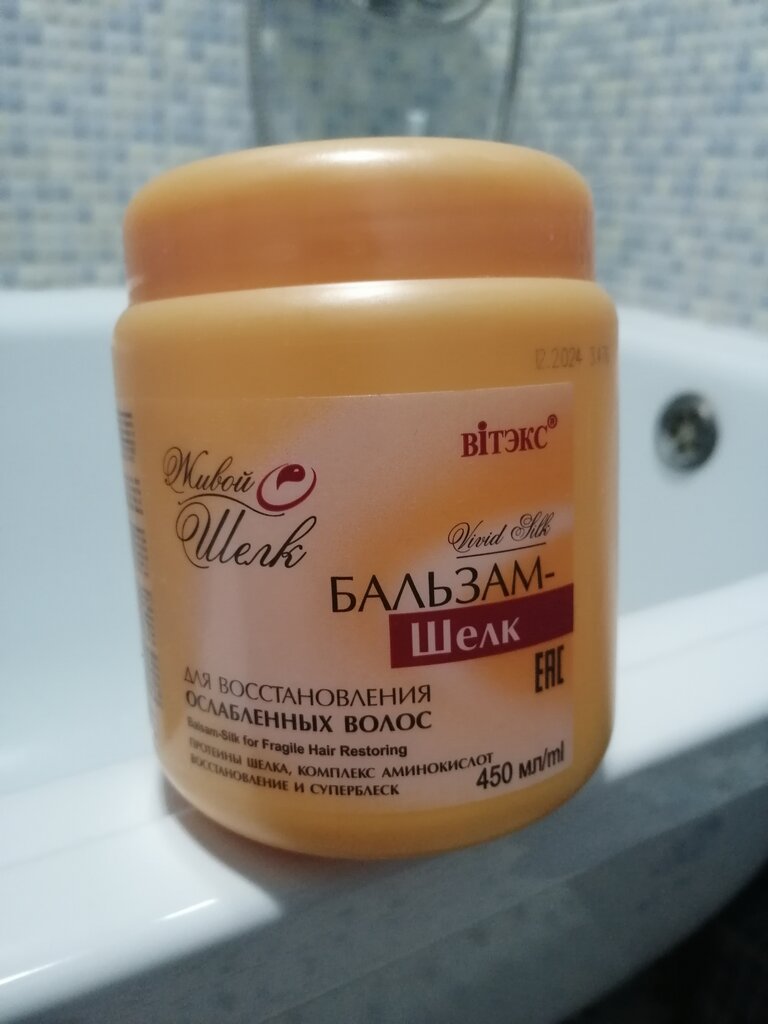 12.2024
ВІТЭКС®
Живой
Шелк
Vivid Silk
БАЛЬЗАМ-
Шелк
EAC
ДЛЯ ВОССТАНОВЛЕНИЯ
ОСЛАБЛЕННЫХ ВОЛОС
Balsam-Silk for Fragile Hair Restoring
ПРОТЕИНЫ ШЕЛКА, КОМПЛЕКС АМИНОКИСЛОТ
ВОССТАНОВЛЕНИЕ И СУПЕРБЛЕСК
450 мл/ml